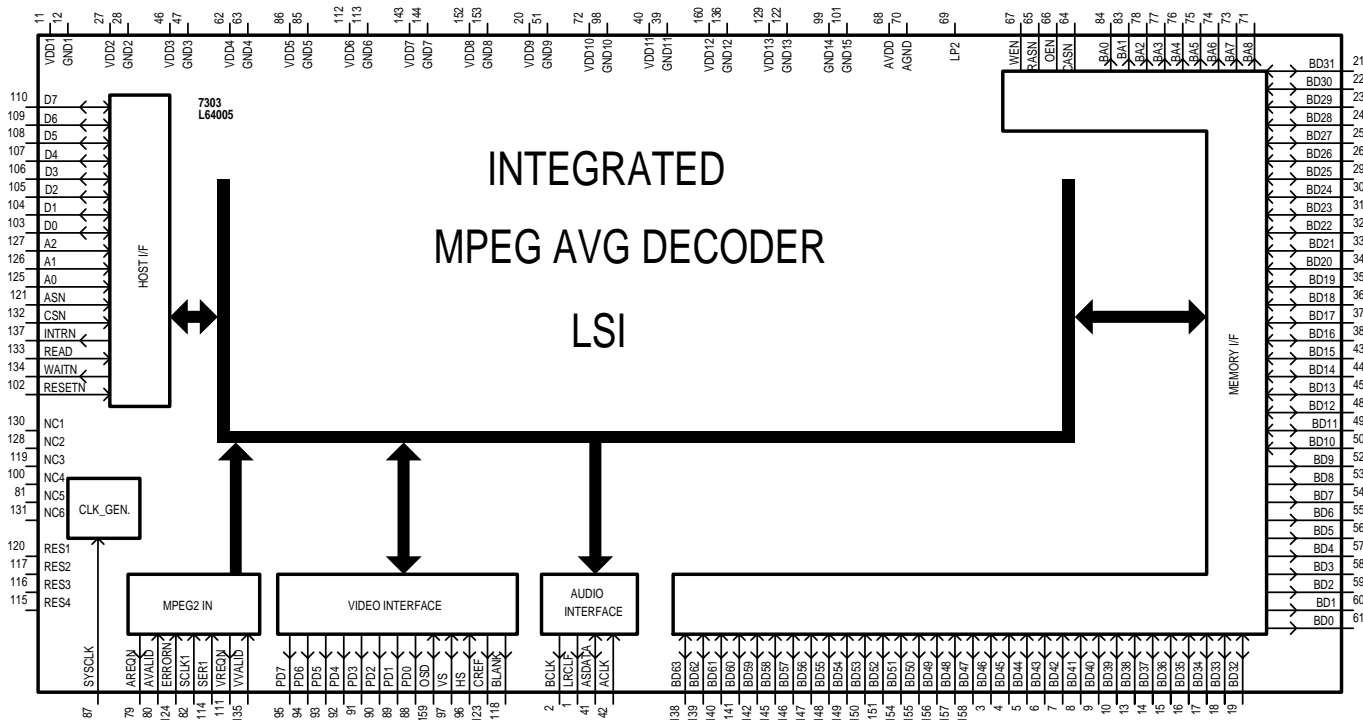 11 12 27 28 46 47 62 63 86 85 112 113 143 144 152 153 20 51 72 98 40 39 160 136 129 122 99 101 68 70 69 67 65 66 64 84 83 78 77 76 75 74 73 71
VDD1 GND1 VDD2 GND2 VDD3 GND3 VDD4 GND4 VDD5 GND5 VDD6 GND6 VDD7 GND7 VDD8 GND8 VDD9 GND9 VDD10 GND10 VDD11 GND11 VDD12 GND12 VDD13 GND13 GND14 GND15 AVDD AGND LP2 WEN RASN OEN CASN BA0 BA1 BA2 BA3 BA4 BA5 BA6 BA7 BA8
7303
L64005
INTEGRATED
MPEG AVG DECODER
LSI
110 D7
109 D6
108 D5
107 D4
106 D3
105 D2
104 D1
103 D0
127 A2
126 A1
125 A0
121 ASN
132 CSN
137 INTRN
133 READ
134 WAITN
102 RESETN
HOST I/F
130 NC1
128 NC2
119 NC3
100 NC4
81 NC5
131 NC6
CLK_GEN.
120 RES1
117 RES2
116 RES3
115 RES4
MPEG2 IN
VIDEO INTERFACE
AUDIO
INTERFACE
MEMORY I/F
BD31 21
BD30 22
BD29 23
BD28 24
BD27 25
BD26 26
BD25 29
BD24 30
BD23 31
BD22 32
BD21 33
BD20 34
BD19 35
BD18 36
BD17 37
BD16 38
BD15 43
BD14 44
BD13 45
BD12 48
BD11 49
BD10 50
BD9 52
BD8 53
BD7 54
BD6 55
BD5 56
BD4 57
BD3 58
BD2 59
BD1 60
BD0 61
SYSCLK AREQN AVALID ERRORN SCLK1 SER1 VREQN VVALID PD7 PD6 PD5 PD4 PD3 PD2 PD1 PD0 OSD VS HS CREF BLANK BCLK LRCLF ASDATA ACLK BD63 BD62 BD61 BD60 BD59 BD58 BD57 BD56 BD55 BD54 BD53 BD52 BD51 BD50 BD49 BD48 BD47 BD46 BD45 BD44 BD43 BD42 BD41 BD40 BD39 BD38 BD37 BD36 BD35 BD34 BD33 BD32
87 79 80 124 82 114 111 135 95 94 93 92 91 90 89 88 159 97 96 123 118 2 1 41 42 138 139 140 141 142 145 146 147 148 149 150 151 154 155 156 157 158 3 4 5 6 7 8 9 10 13 14 15 16 17 18 19